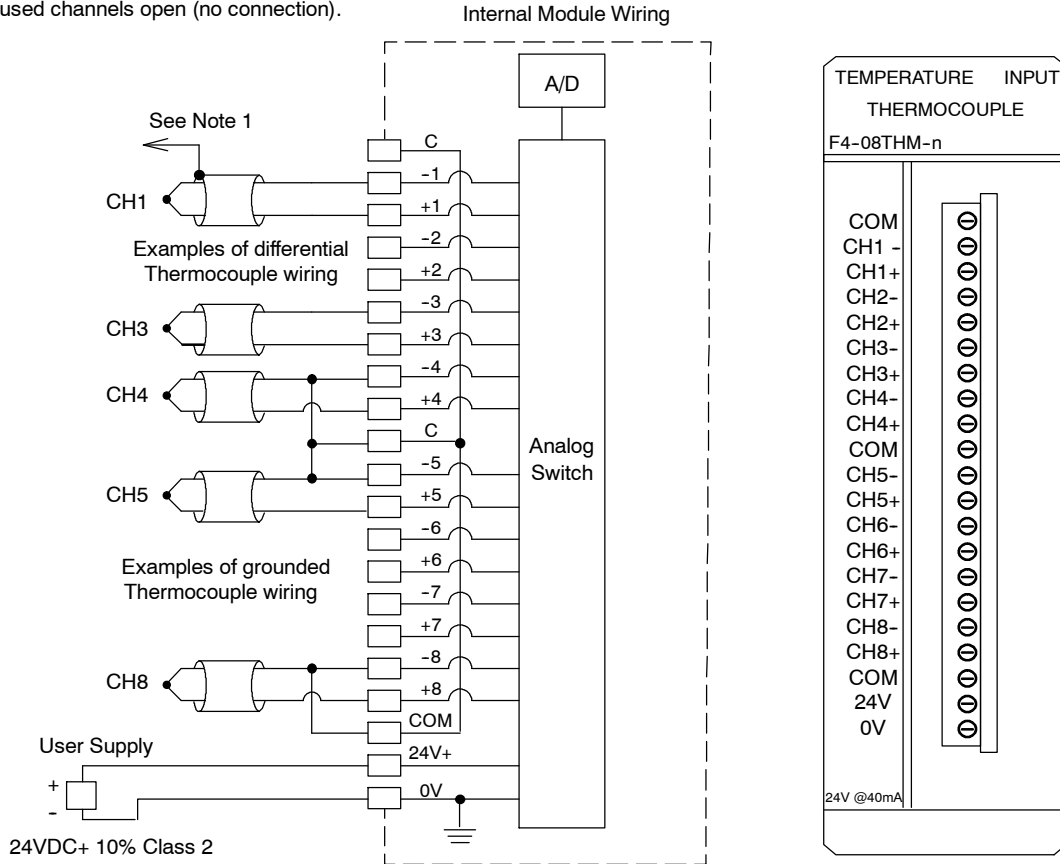 used channels open (no connection).
Internal Module Wiring
A/D
See Note 1
CH1
Examples of differential
Thermocouple wiring
CH3
CH4
CH5
Examples of grounded
Thermocouple wiring
CH8
User Supply
+
-
24VDC+ 10% Class 2
C
--1
+1
--2
+2
--3
+3
--4
+4
C
--5
+5
--6
+6
--7
+7
--8
+8
COM
24V+
0V
Analog
Switch
TEMPERATURE INPUT
THERMOCOUPLE
F4--08THM--n
COM
CH1 -
CH1+
CH2-
CH2+
CH3-
CH3+
CH4-
CH4+
COM
CH5-
CH5+
CH6-
CH6+
CH7-
CH7+
CH8-
CH8+
COM
24V
0V
24V @40mA